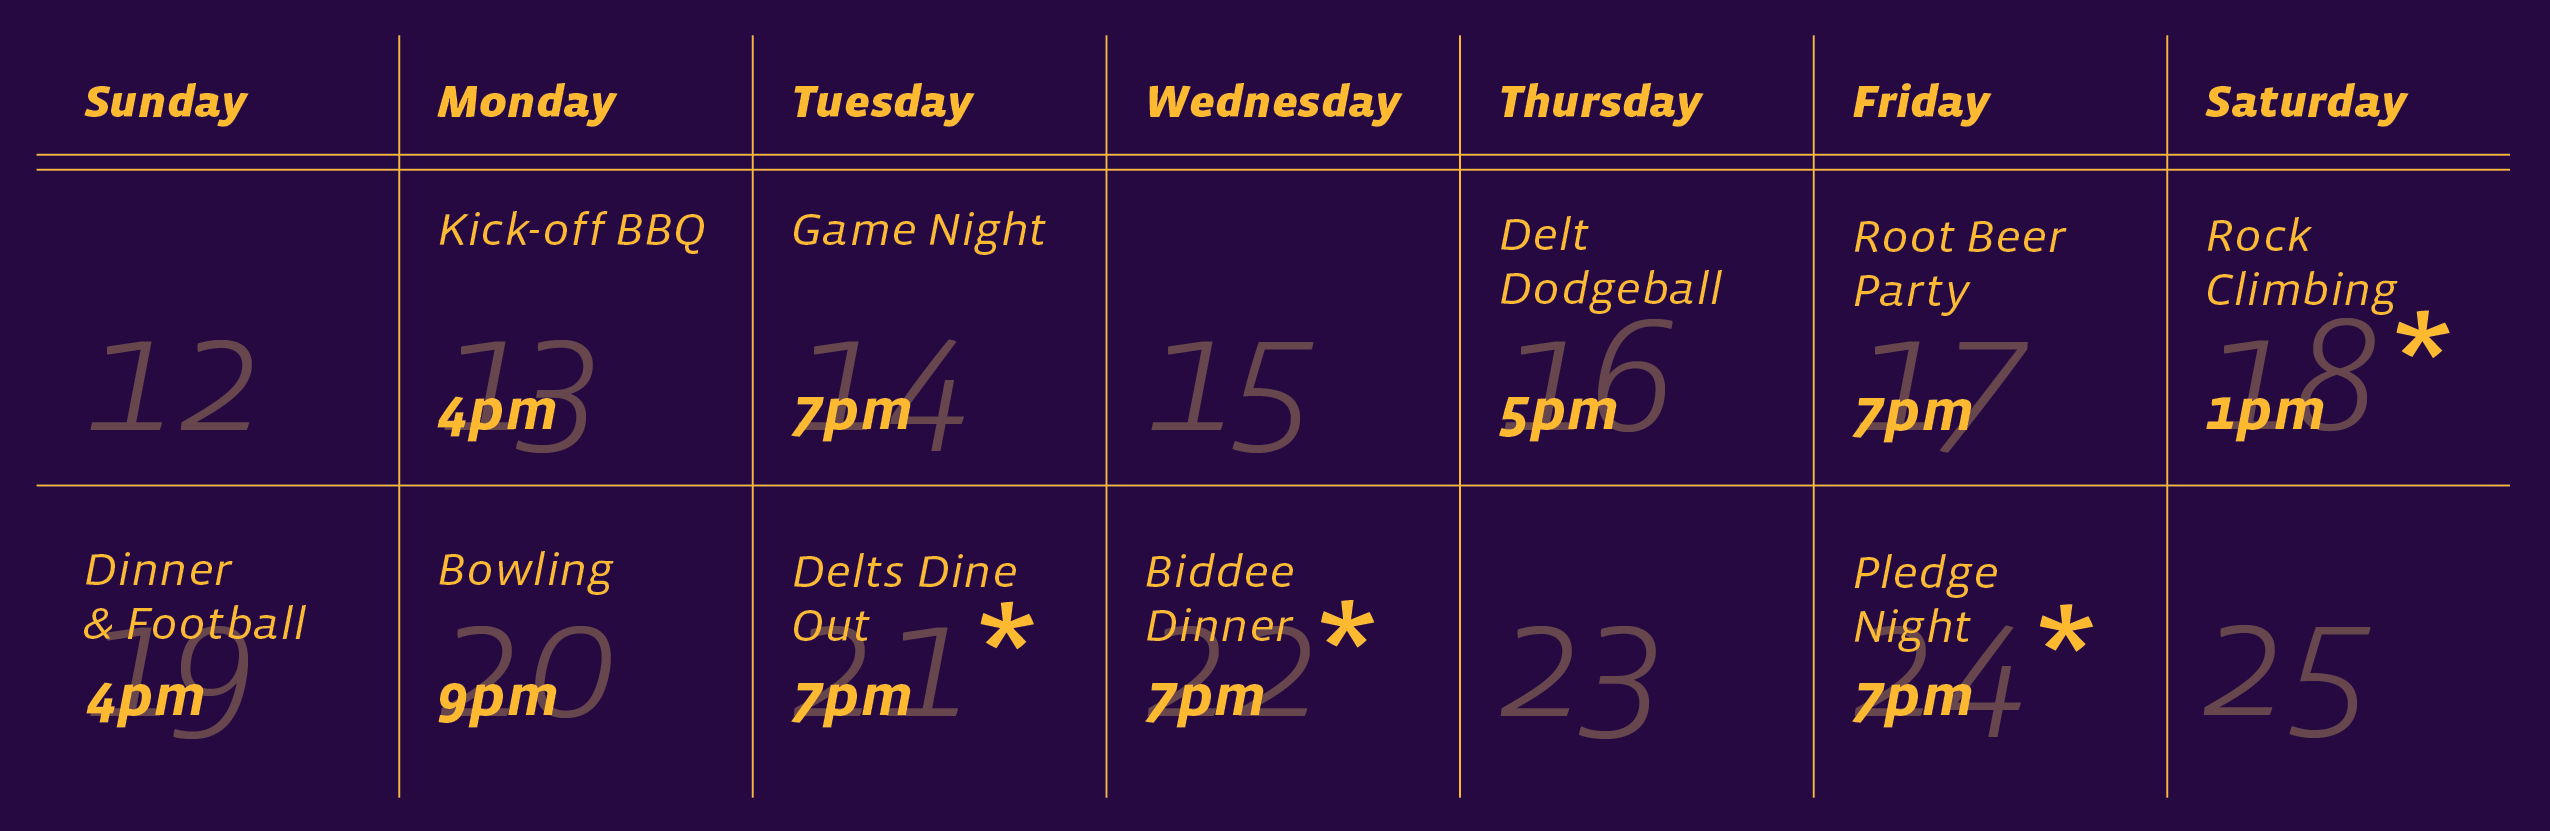 Sunday
Monday
Tuesday
Wednesday
Thursday
Friday
Saturday
12
Kick-off BBQ
13
4pm
Game Night
14
7pm
15
Delt
Dodgeball
16
5pm
Root Beer
Party
17
7pm
Rock
Climbing
*
18
1pm
Dinner
& Football
19
4pm
Bowling
20
9pm
Delts Dine
Out *
21
7pm
Biddee
Dinner *
22
7pm
23
Pledge
Night *
24
7pm
25